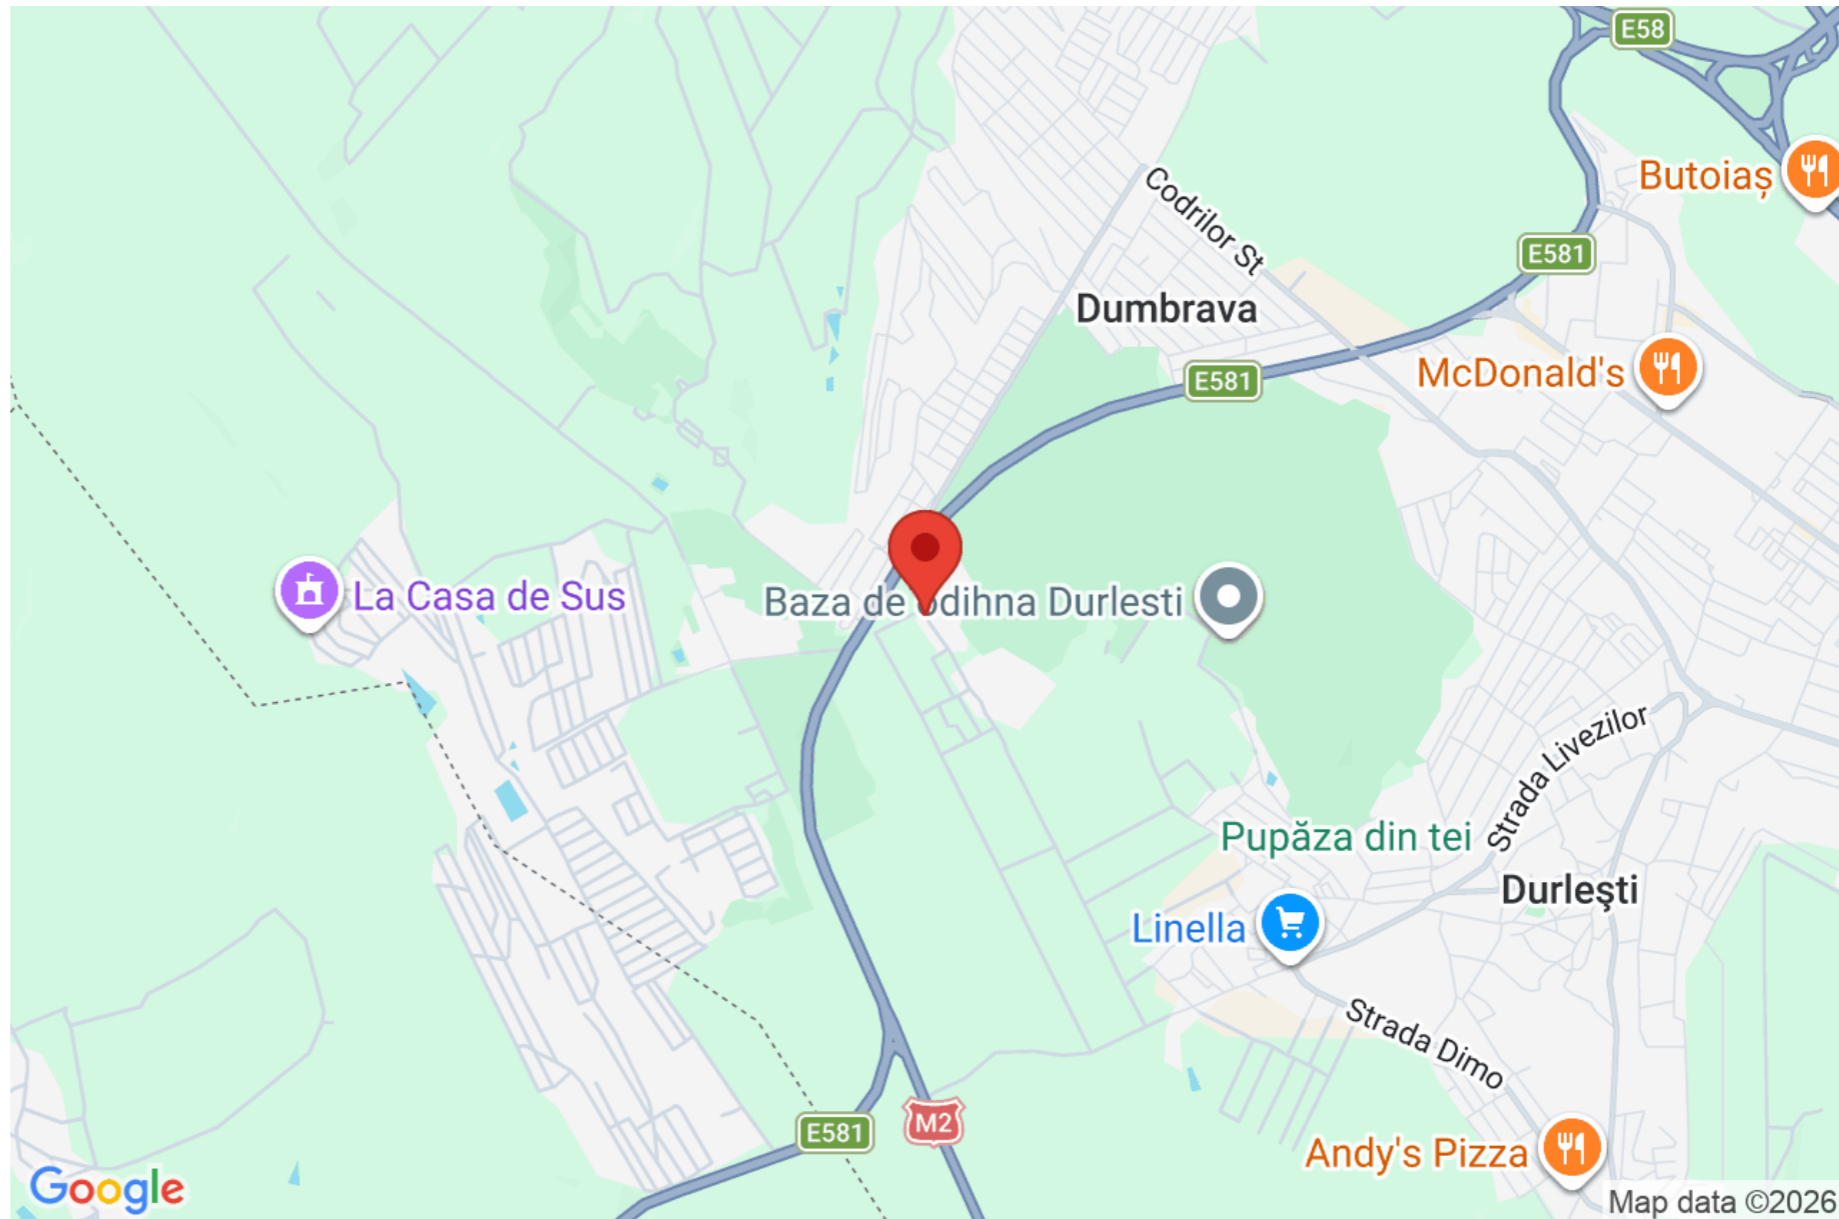 E58
Butoiaș
Codrilor St
E581
Dumbrava
McDonald's
E581
La Casa de Sus
Baza de odihna Durlesti
Strada Livezilor
Pupăza din tei
Durleşti
Linella
Strada Dimo
E581
M2
Andy's Pizza
Google
Map data ©2026